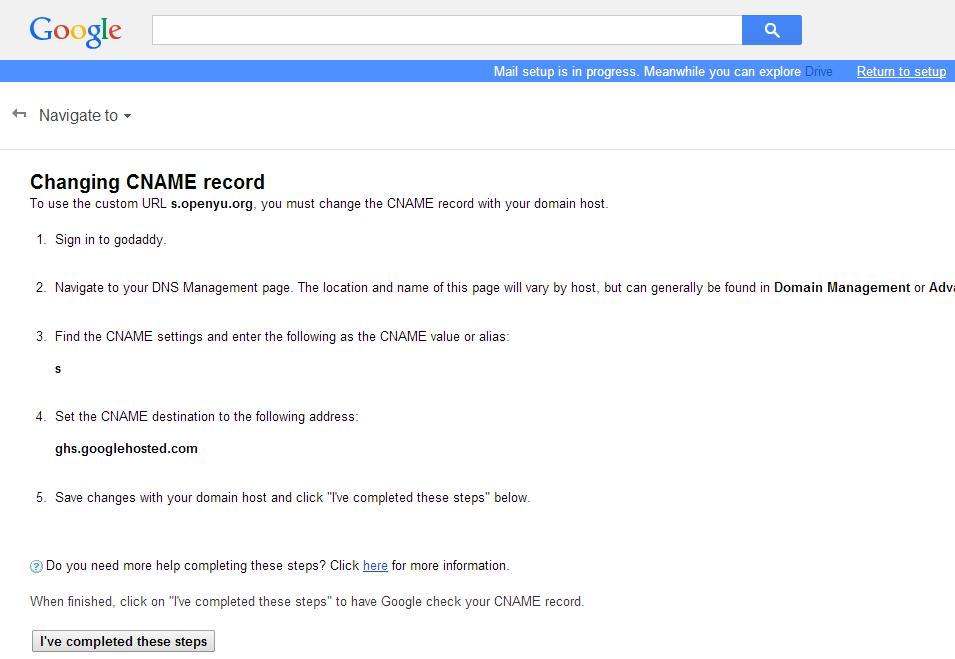 Google
Mail setup is in progress. Meanwhile you can explore Drive Return to setup
Navigate to
Changing CNAME record
To use the custom URL s.openyu.org, you must change the CNAME record with your domain host.
1. Sign in to godaddy.
2. Navigate to your DNS Management page. The location and name of this page will vary by host, but can generally be found in Domain Management or Adva
3. Find the CNAME settings and enter the following as the CNAME value or alias:
s
4. Set the CNAME destination to the following address:
ghs.googlehosted.com
5. Save changes with your domain host and click "I've completed these steps" below.
? Do you need more help completing these steps? Click here for more information.
When finished, click on "I've completed these steps" to have Google check your CNAME record.
I've completed these steps